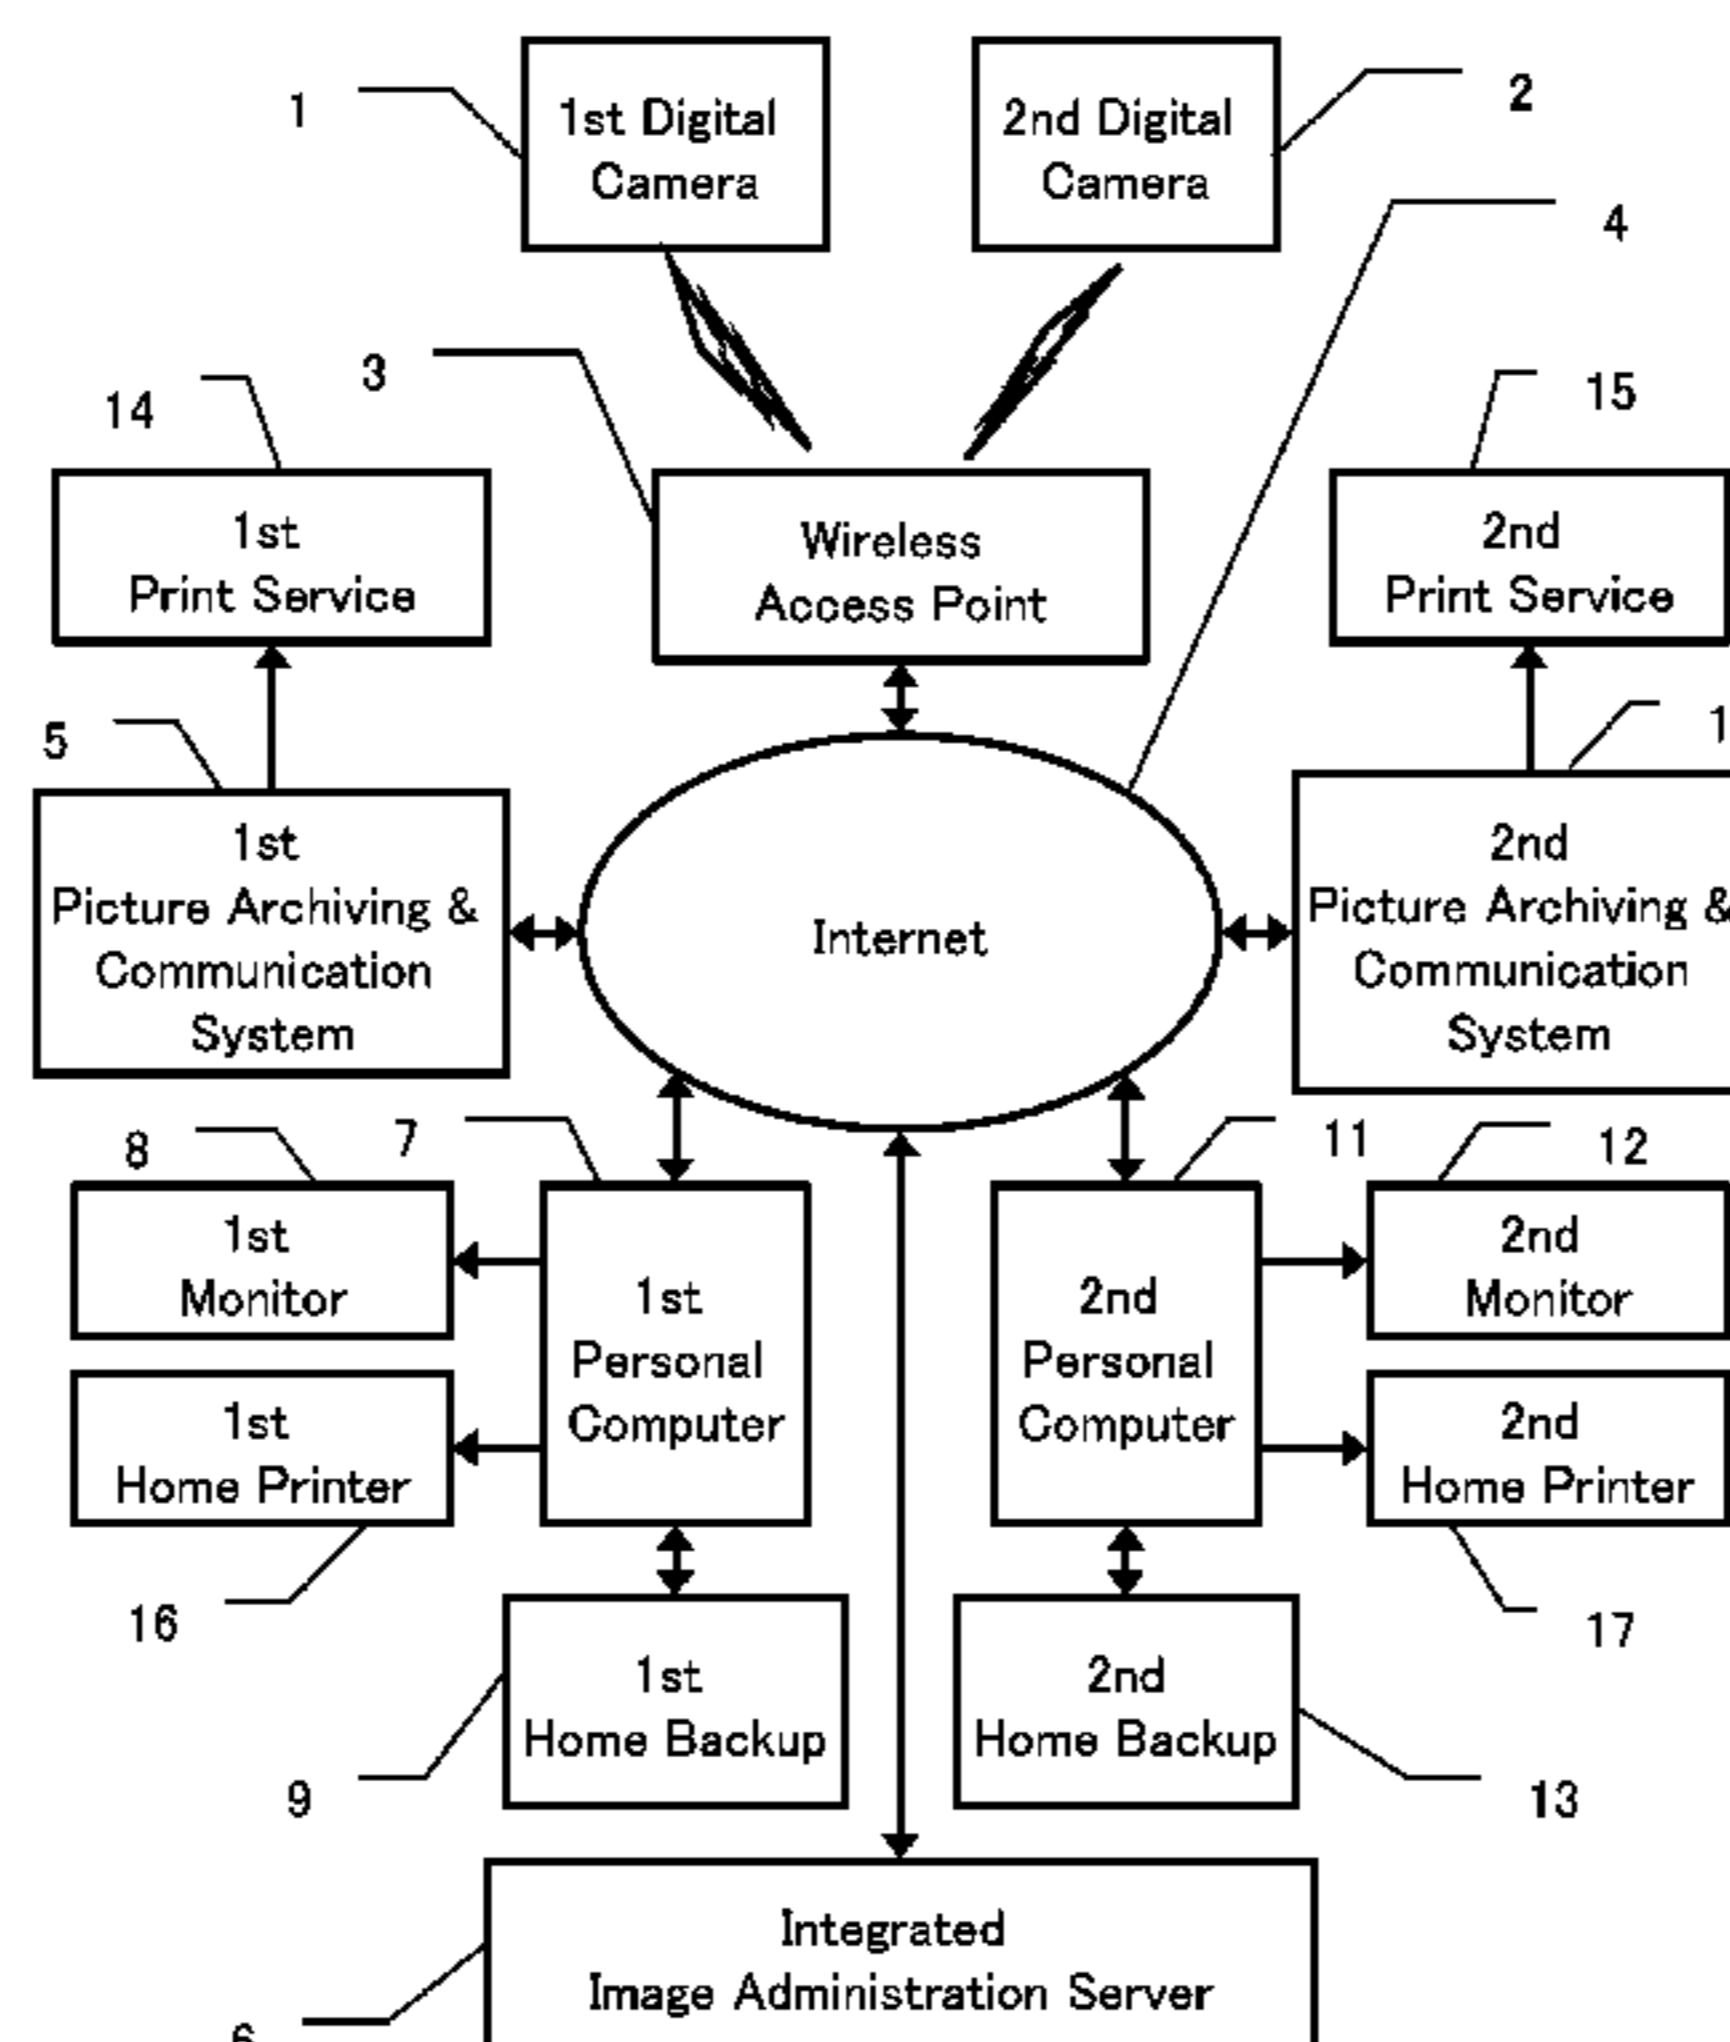 1
1st Digital
Camera
2nd Digital
Camera
2
4
3
14
15
1st
Print Service
Wireless
Access Point
2nd
Print Service
5
1
1st
Picture Archiving &
Communication
System
Internet
2nd
Picture Archiving &
Communication
System
8
7
11
12
1st
Monitor
1st
Personal
Computer
2nd
Personal
Computer
2nd
Monitor
1st
Home Printer
2nd
Home Printer
16
17
1st
Home Backup
2nd
Home Backup
9
13
Integrated
Image Administration Server
6